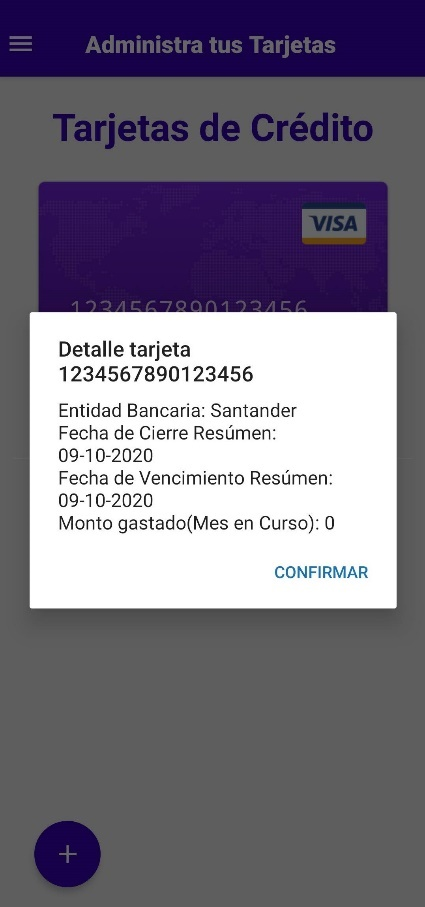 Administra tus Tarjetas
Tarjetas de Crédito
VISA
1234567890123456
Detalle tarjeta
1234567890123456
Entidad Bancaria: Santander
Fecha de Cierre Resúmen:
09-10-2020
Fecha de Vencimiento Resúmen:
09-10-2020
Monto gastado(Mes en Curso): 0
CONFIRMAR
+